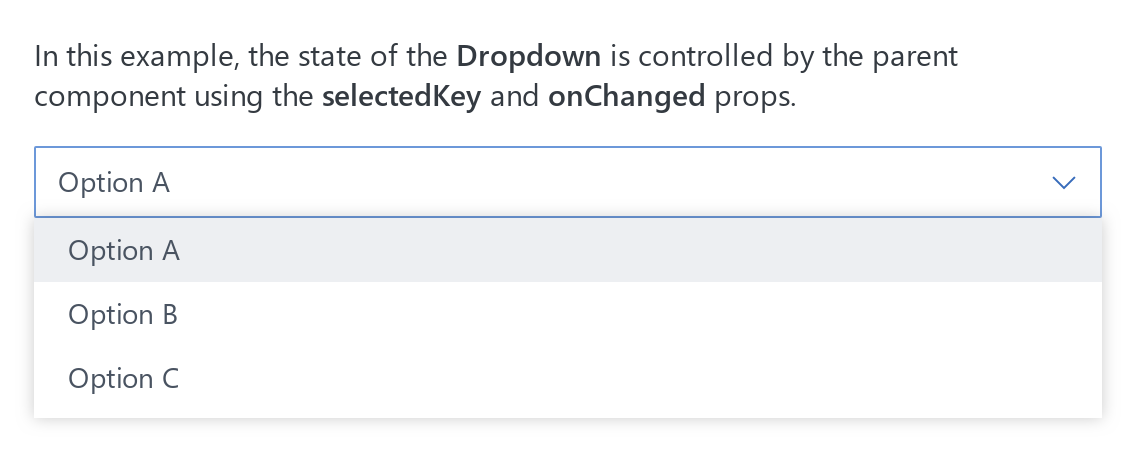 In this example, the state of the Dropdown is controlled by the parent
component using the selectedKey and onChanged props.
Option A
Option A
Option B
Option C